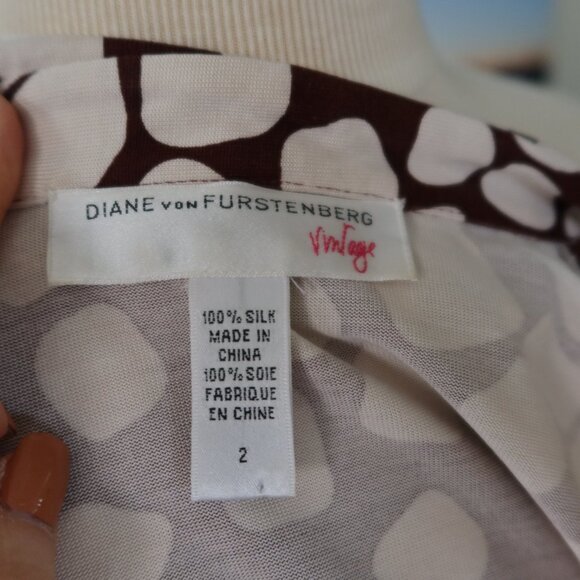 DIANE VON FURSTENBERG
vintage
100% SILK
MADE IN
CHINA
100% SOIE
FABRIQUE
EN CHINE
2